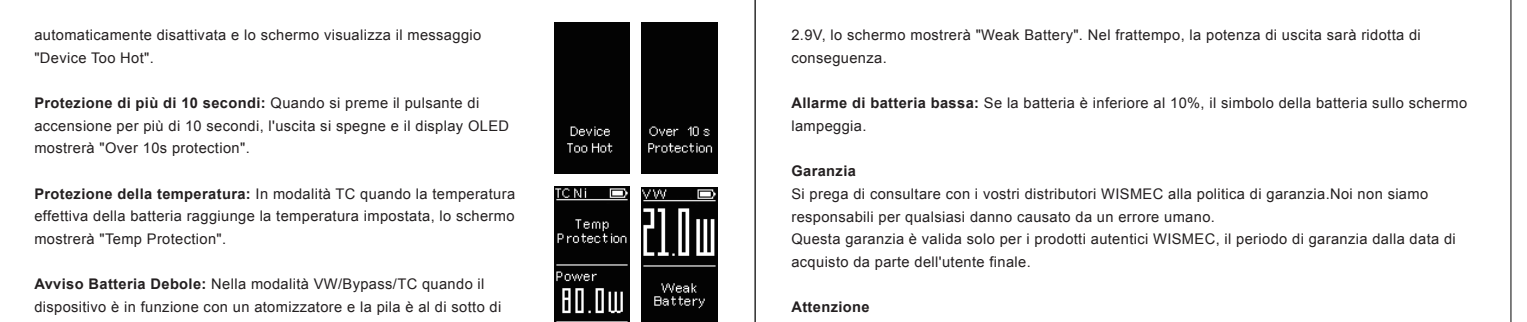 automaticamente disattivata e lo schermo visualizza il messaggio
"Device Too Hot".
Protezione di più di 10 secondi: Quando si preme il pulsante di
accensione per più di 10 secondi, l'uscita si spegne e il display OLED
mostrerà "Over 10s protection".
Protezione della temperatura: In modalità TC quando la temperatura
effettiva della batteria raggiunge la temperatura impostata, lo schermo
mostrerà "Temp Protection".
Avviso Batteria Debole: Nella modalità VW/Bypass/TC quando il
dispositivo è in funzione con un atomizzatore e la pila è al di sotto di
Device
Too Hot
Over 10 s
Protection
TC Ni
Temp
Protection
Power
80.0W
VW
21.0W
Weak
Battery
2.9V, lo schermo mostrerà "Weak Battery". Nel frattempo, la potenza di uscita sarà ridotta di
conseguenza.
Allarme di batteria bassa: Se la batteria è inferiore al 10%, il simbolo della batteria sullo schermo
lampeggia.
Garanzia
Si prega di consultare con i vostri distributori WISMEC alla politica di garanzia.Noi non siamo
responsabili per qualsiasi danno causato da un errore umano.
Questa garanzia è valida solo per i prodotti autentici WISMEC, il periodo di garanzia dalla data di
acquisto da parte dell'utente finale.
Attenzione